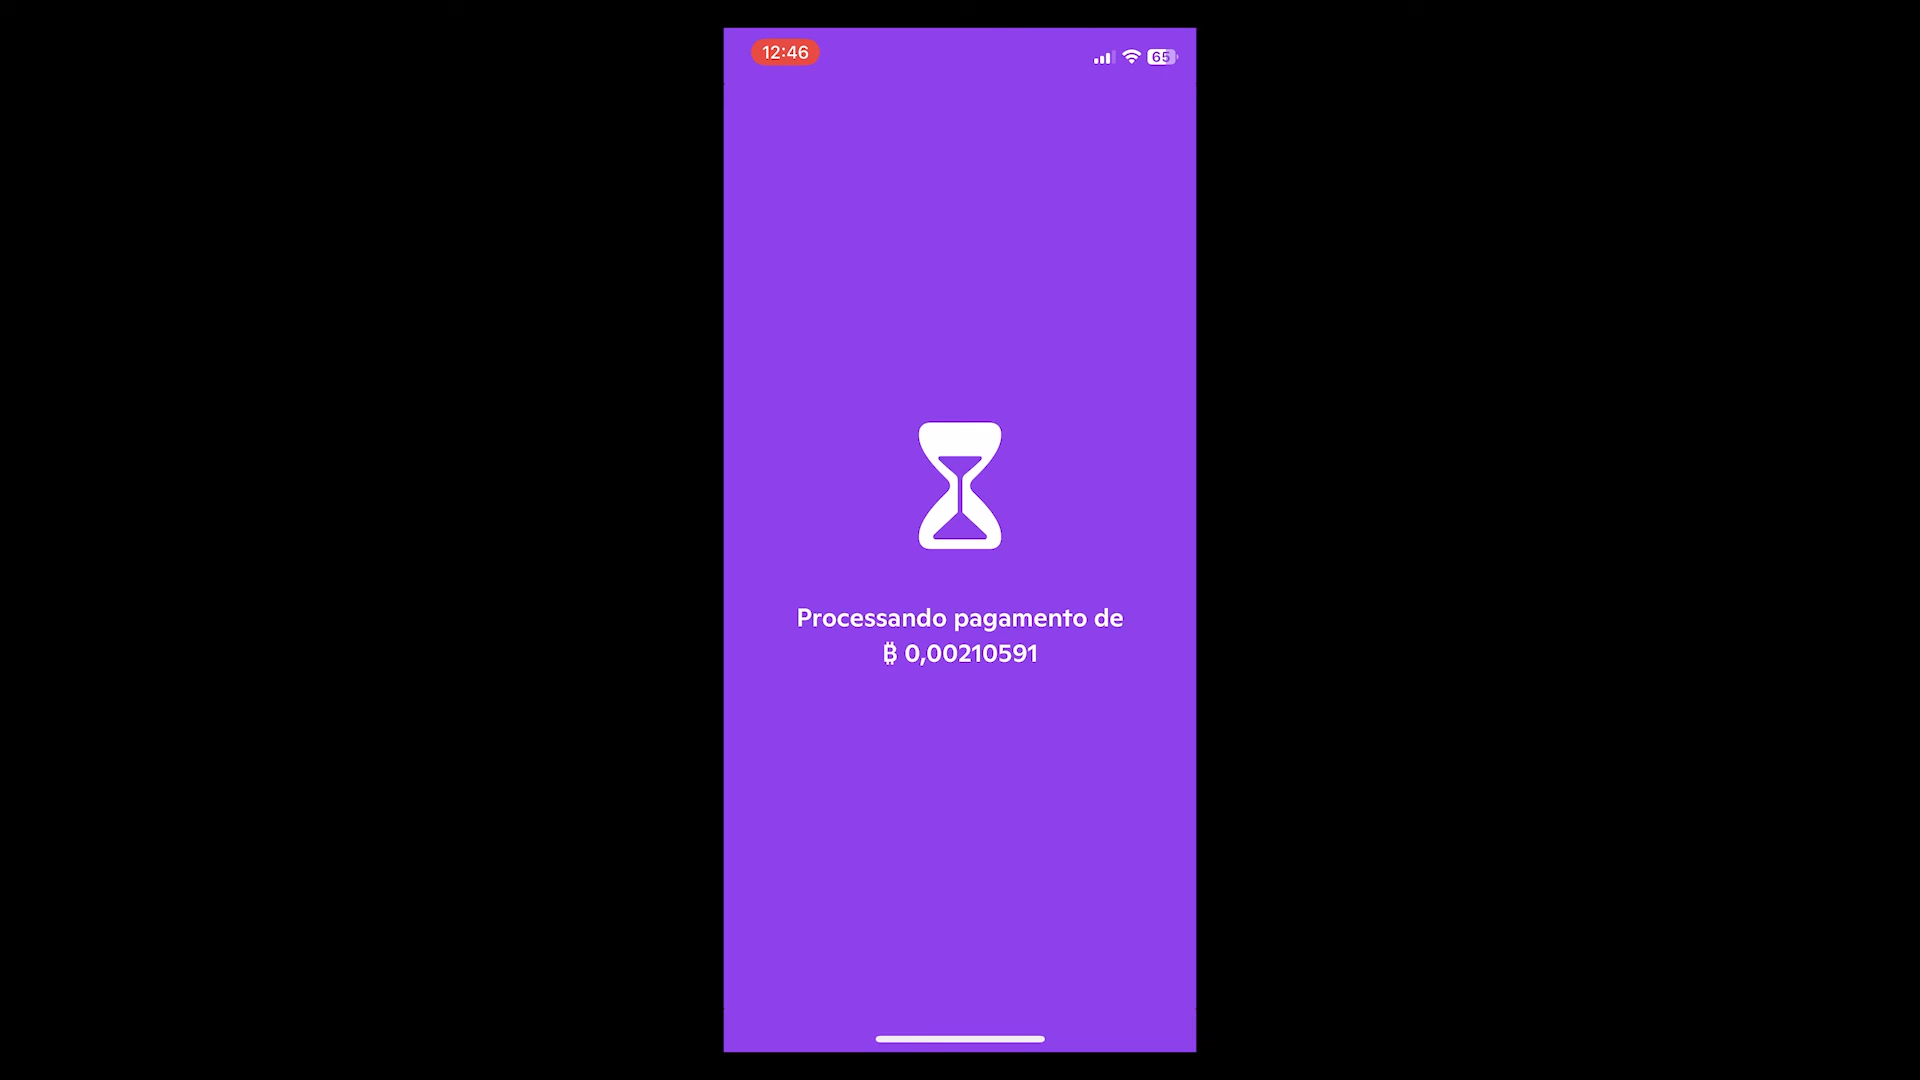 12:46
65
Processando pagamento de
₿ 0,00210591